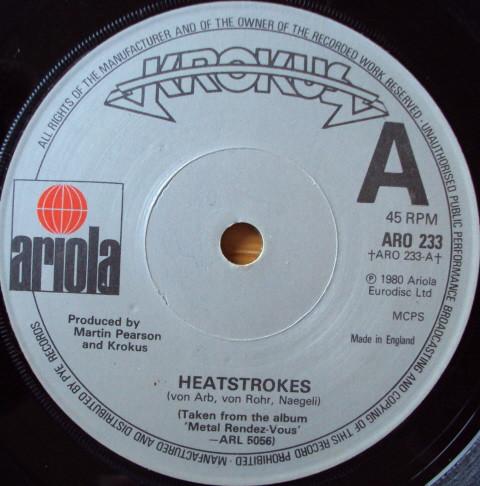 ALL RIGHTS OF THE MANUFACTURER AND OF THE OWNER OF THE RECORDED WORK RESERVED · UNAUTHORISED PUBLIC PERFORMANCE BROADCASTING AND COPYING OF THIS RECORD PROHIBITED · MANFACTURED AND DISTRIBUTED BY PYE RECORDS
KROKUS
A
45 RPM
ARO 233
†ARO 233-A†
ariola
℗ 1980 Ariola
Eurodisc Ltd
MCPS
Made in England
Produced by
Martin Pearson
and Krokus
HEATSTROKES
(von Arb, von Rohr, Naegeli)
(Taken from the album
'Metal Rendez-Vous'
—ARL 5056)